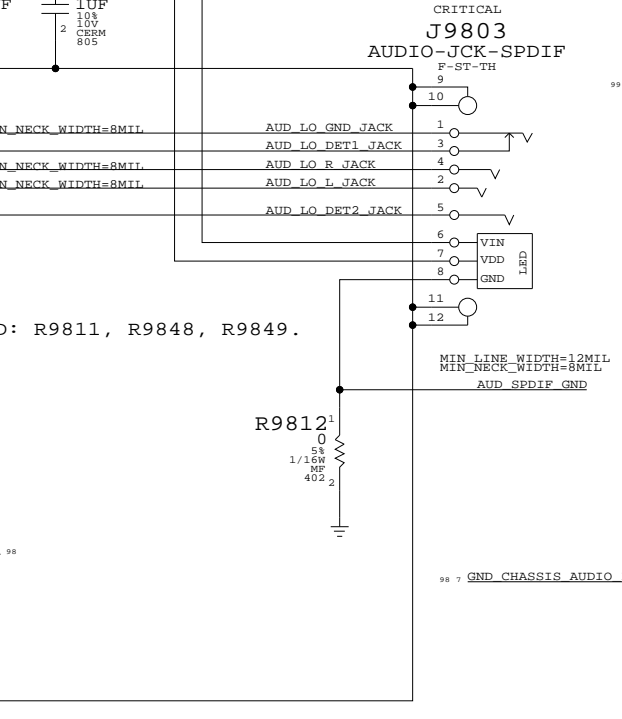 F
1UF
10%
10V
CERM
805
2
CRITICAL
J9803
AUDIO-JCK-SPDIF
F-ST-TH
9
99
10
N_NECK_WIDTH=8MIL
AUD_LO_GND_JACK
1
AUD_LO_DET1_JACK
3
N_NECK_WIDTH=8MIL
AUD_LO_R_JACK
4
N_NECK_WIDTH=8MIL
AUD_LO_L_JACK
2
AUD_LO_DET2_JACK
5
6
VIN
7
VDD
8
GND
LED
11
12
: R9811, R9848, R9849.
MIN_LINE_WIDTH=12MIL
MIN_NECK_WIDTH=8MIL
AUD_SPDIF_GND
R9812
1
0
5%
1/16W
MF
402
2
98
98 7 GND_CHASSIS_AUDIO_